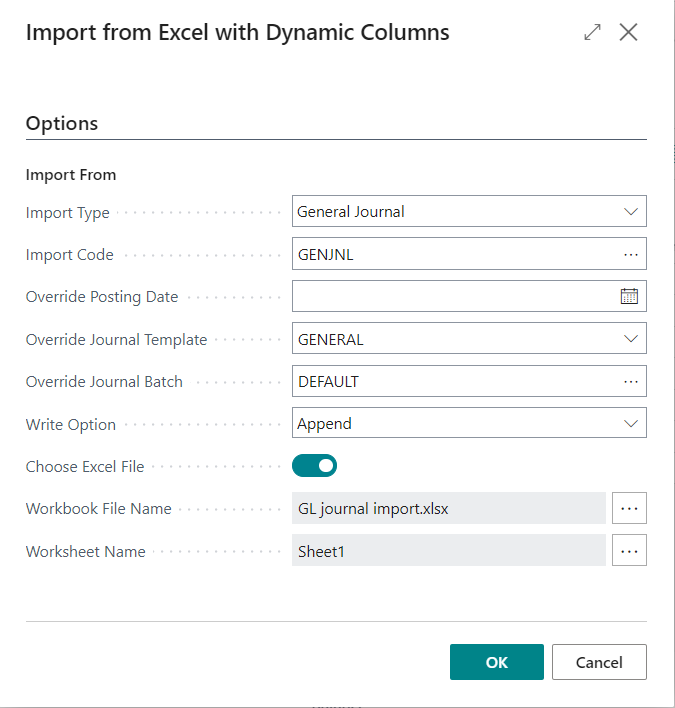 Import from Excel with Dynamic Columns
Options
Import From
Import Type General Journal
Import Code GENJNL
Override Posting Date
Override Journal Template GENERAL
Override Journal Batch DEFAULT
Write Option Append
Choose Excel File
Workbook File Name GL journal import.xlsx
Worksheet Name Sheet1
OK Cancel